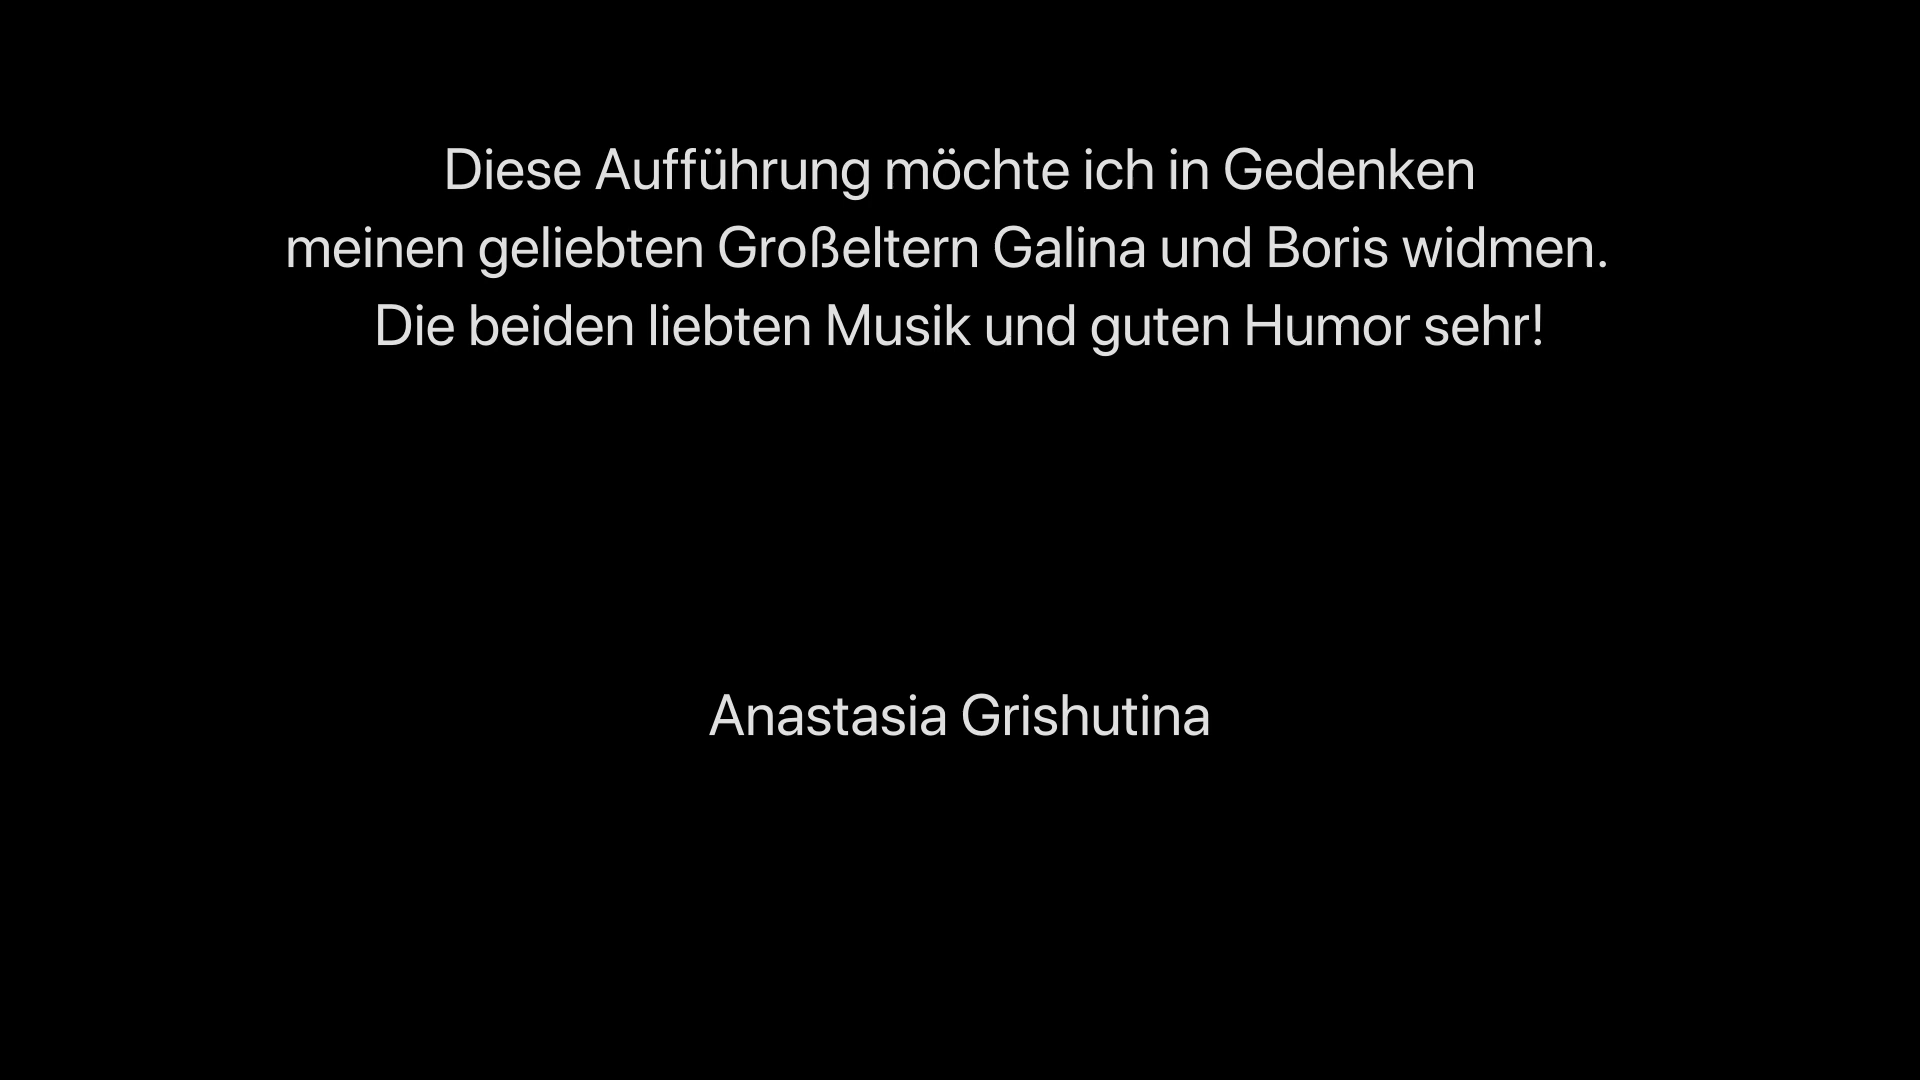 Diese Aufführung möchte ich in Gedenken
meinen geliebten Großeltern Galina und Boris widmen.
Die beiden liebten Musik und guten Humor sehr!
Anastasia Grishutina